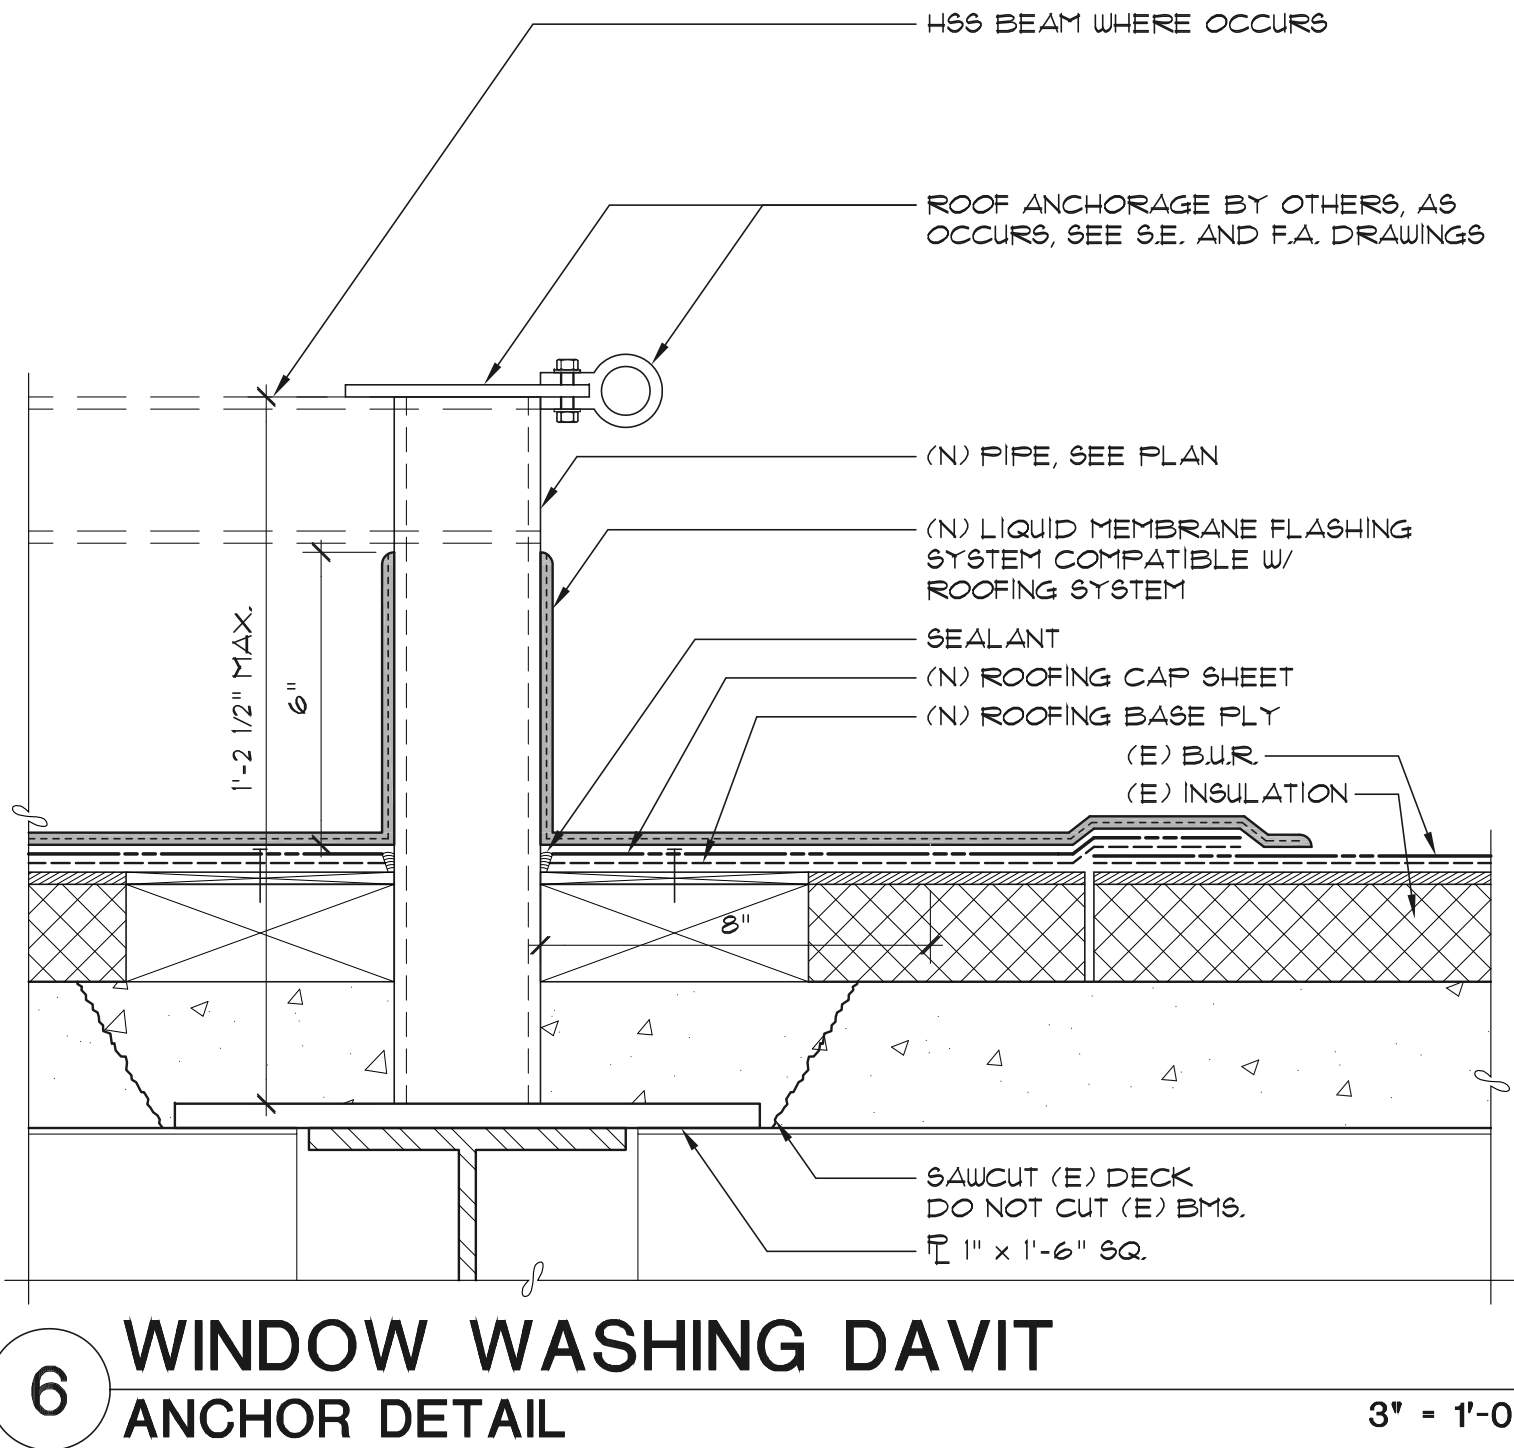 HSS BEAM WHERE OCCURS
ROOF ANCHORAGE BY OTHERS, AS
OCCURS, SEE S.E. AND F.A. DRAWINGS
(N) PIPE, SEE PLAN
(N) LIQUID MEMBRANE FLASHING
SYSTEM COMPATIBLE W/
ROOFING SYSTEM
SEALANT
(N) ROOFING CAP SHEET
(N) ROOFING BASE PLY
(E) B.U.R.
(E) INSULATION
1'-2 1/2" MAX.
6"
8"
SAWCUT (E) DECK
DO NOT CUT (E) BMS.
PL 1" x 1'-6" SQ.
6
WINDOW WASHING DAVIT
ANCHOR DETAIL
3" = 1'-0